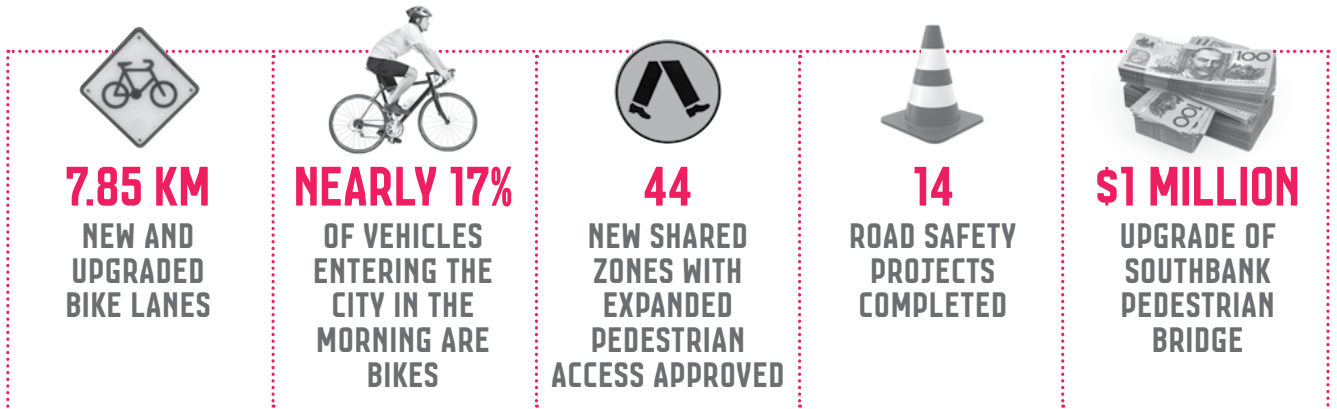 100
100
7.85 KM
NEW AND
UPGRADED
BIKE LANES
NEARLY 17%
OF VEHICLES
ENTERING THE
CITY IN THE
MORNING ARE
BIKES
44
NEW SHARED
ZONES WITH
EXPANDED
PEDESTRIAN
ACCESS APPROVED
14
ROAD SAFETY
PROJECTS
COMPLETED
$1 MILLION
UPGRADE OF
SOUTHBANK
PEDESTRIAN
BRIDGE